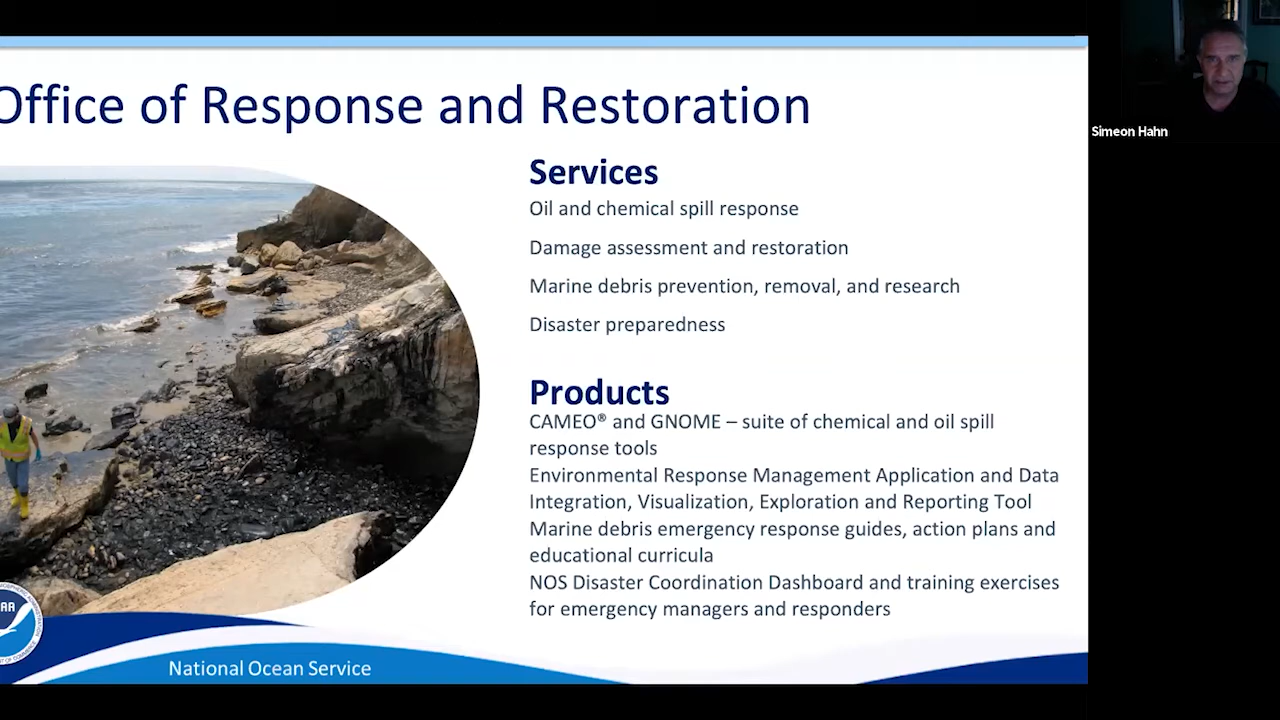 Office of Response and Restoration
Simeon Hahn
Services
Oil and chemical spill response
Damage assessment and restoration
Marine debris prevention, removal, and research
Disaster preparedness
Products
CAMEO® and GNOME – suite of chemical and oil spill
response tools
Environmental Response Management Application and Data
Integration, Visualization, Exploration and Reporting Tool
Marine debris emergency response guides, action plans and
educational curricula
NOS Disaster Coordination Dashboard and training exercises
for emergency managers and responders
National Ocean Service